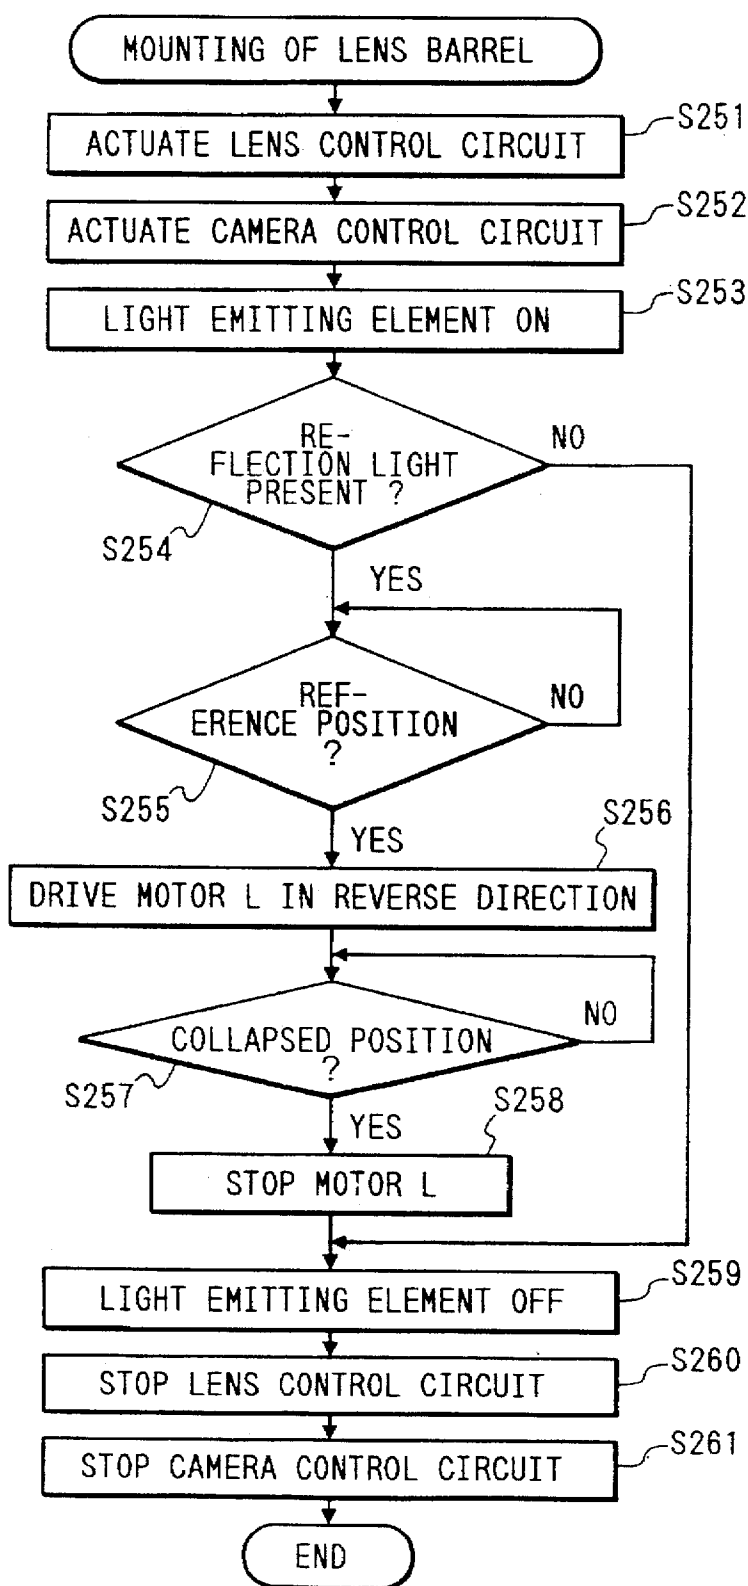 MOUNTING OF LENS BARREL
S251
ACTUATE LENS CONTROL CIRCUIT
S252
ACTUATE CAMERA CONTROL CIRCUIT
S253
LIGHT EMITTING ELEMENT ON
RE-
FLECTION LIGHT
PRESENT ?
NO
S254
YES
REF-
ERENCE POSITION
?
NO
S255
YES
S256
DRIVE MOTOR L IN REVERSE DIRECTION
COLLAPSED POSITION
?
NO
S257
YES
S258
STOP MOTOR L
S259
LIGHT EMITTING ELEMENT OFF
S260
STOP LENS CONTROL CIRCUIT
S261
STOP CAMERA CONTROL CIRCUIT
END